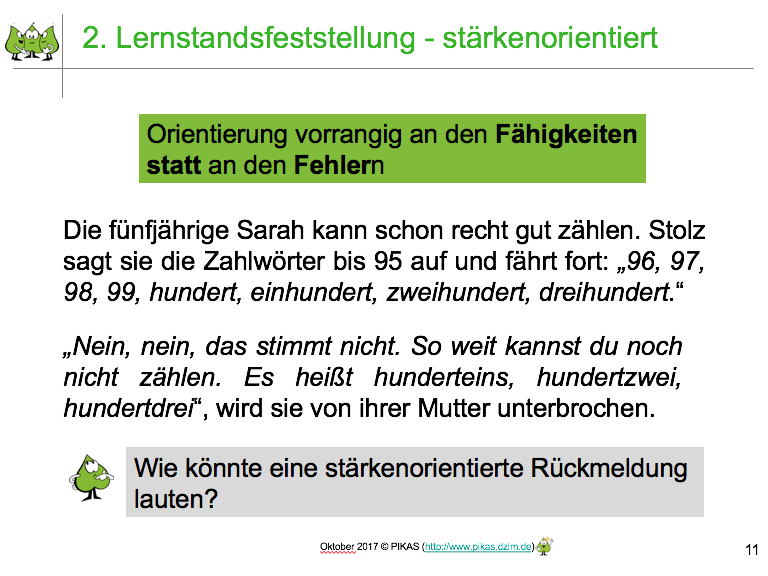 2. Lernstandsfeststellung - stärkenorientiert
Orientierung vorrangig an den Fähigkeiten
statt an den Fehlern
Die fünfjährige Sarah kann schon recht gut zählen. Stolz
sagt sie die Zahlwörter bis 95 auf und fährt fort: „96, 97,
98, 99, hundert, einhundert, zweihundert, dreihundert.“
„Nein, nein, das stimmt nicht. So weit kannst du noch
nicht zählen. Es heißt hunderteins, hundertzwei,
hundertdrei“, wird sie von ihrer Mutter unterbrochen.
Wie könnte eine stärkenorientierte Rückmeldung
lauten?
Oktober 2017 © PIKAS (http://www.pikas.dzlm.de)
11